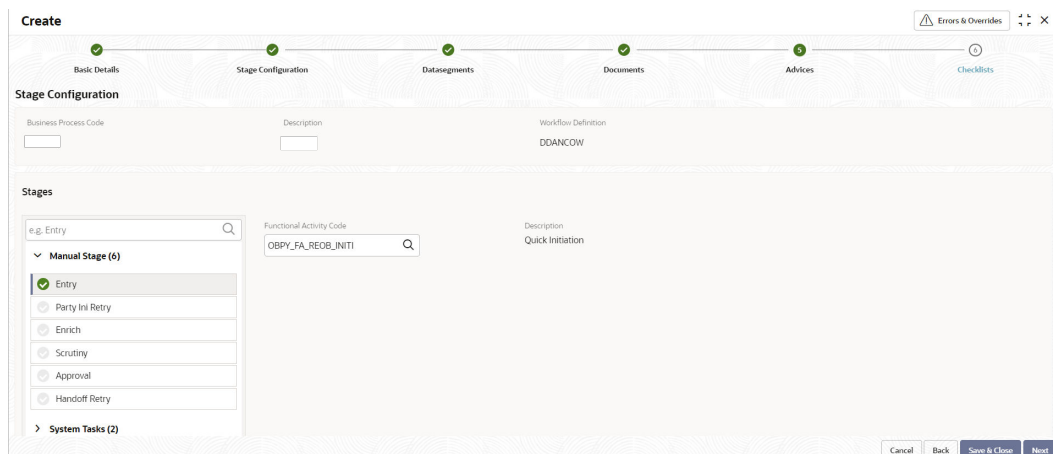 Create
Errors & Overrides
5
6
Basic Details
Stage Configuration
Datasegments
Documents
Advices
Checklists
Stage Configuration
Business Process Code
Description
Workflow Definition
DDANCOW
Stages
e.g. Entry
Manual Stage (6)
Entry
Party Ini Retry
Enrich
Scrutiny
Approval
Handoff Retry
System Tasks (2)
Functional Activity Code
OBPY_FA_REOB_INITI
Description
Quick Initiation
Cancel
Back
Save & Close
Next